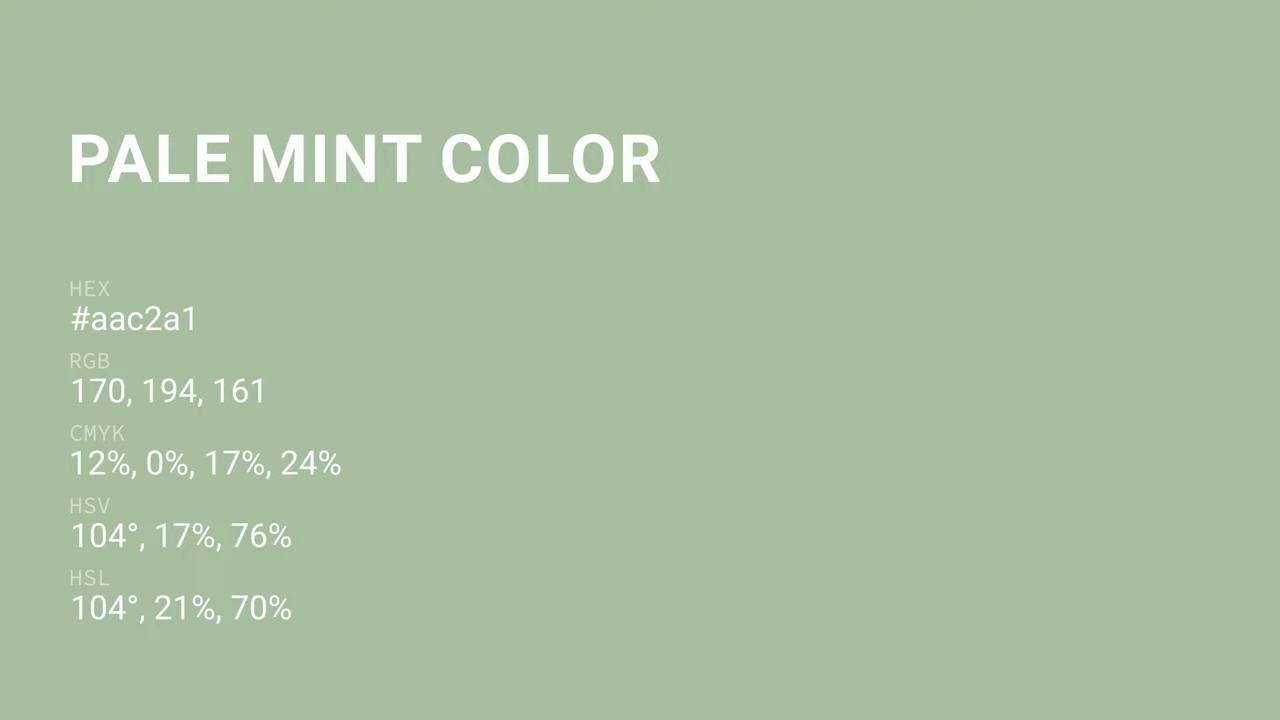 PALE MINT COLOR
HEX
#aac2a1
RGB
170, 194, 161
CMYK
12%, 0%, 17%, 24%
HSV
104°, 17%, 76%
HSL
104°, 21%, 70%